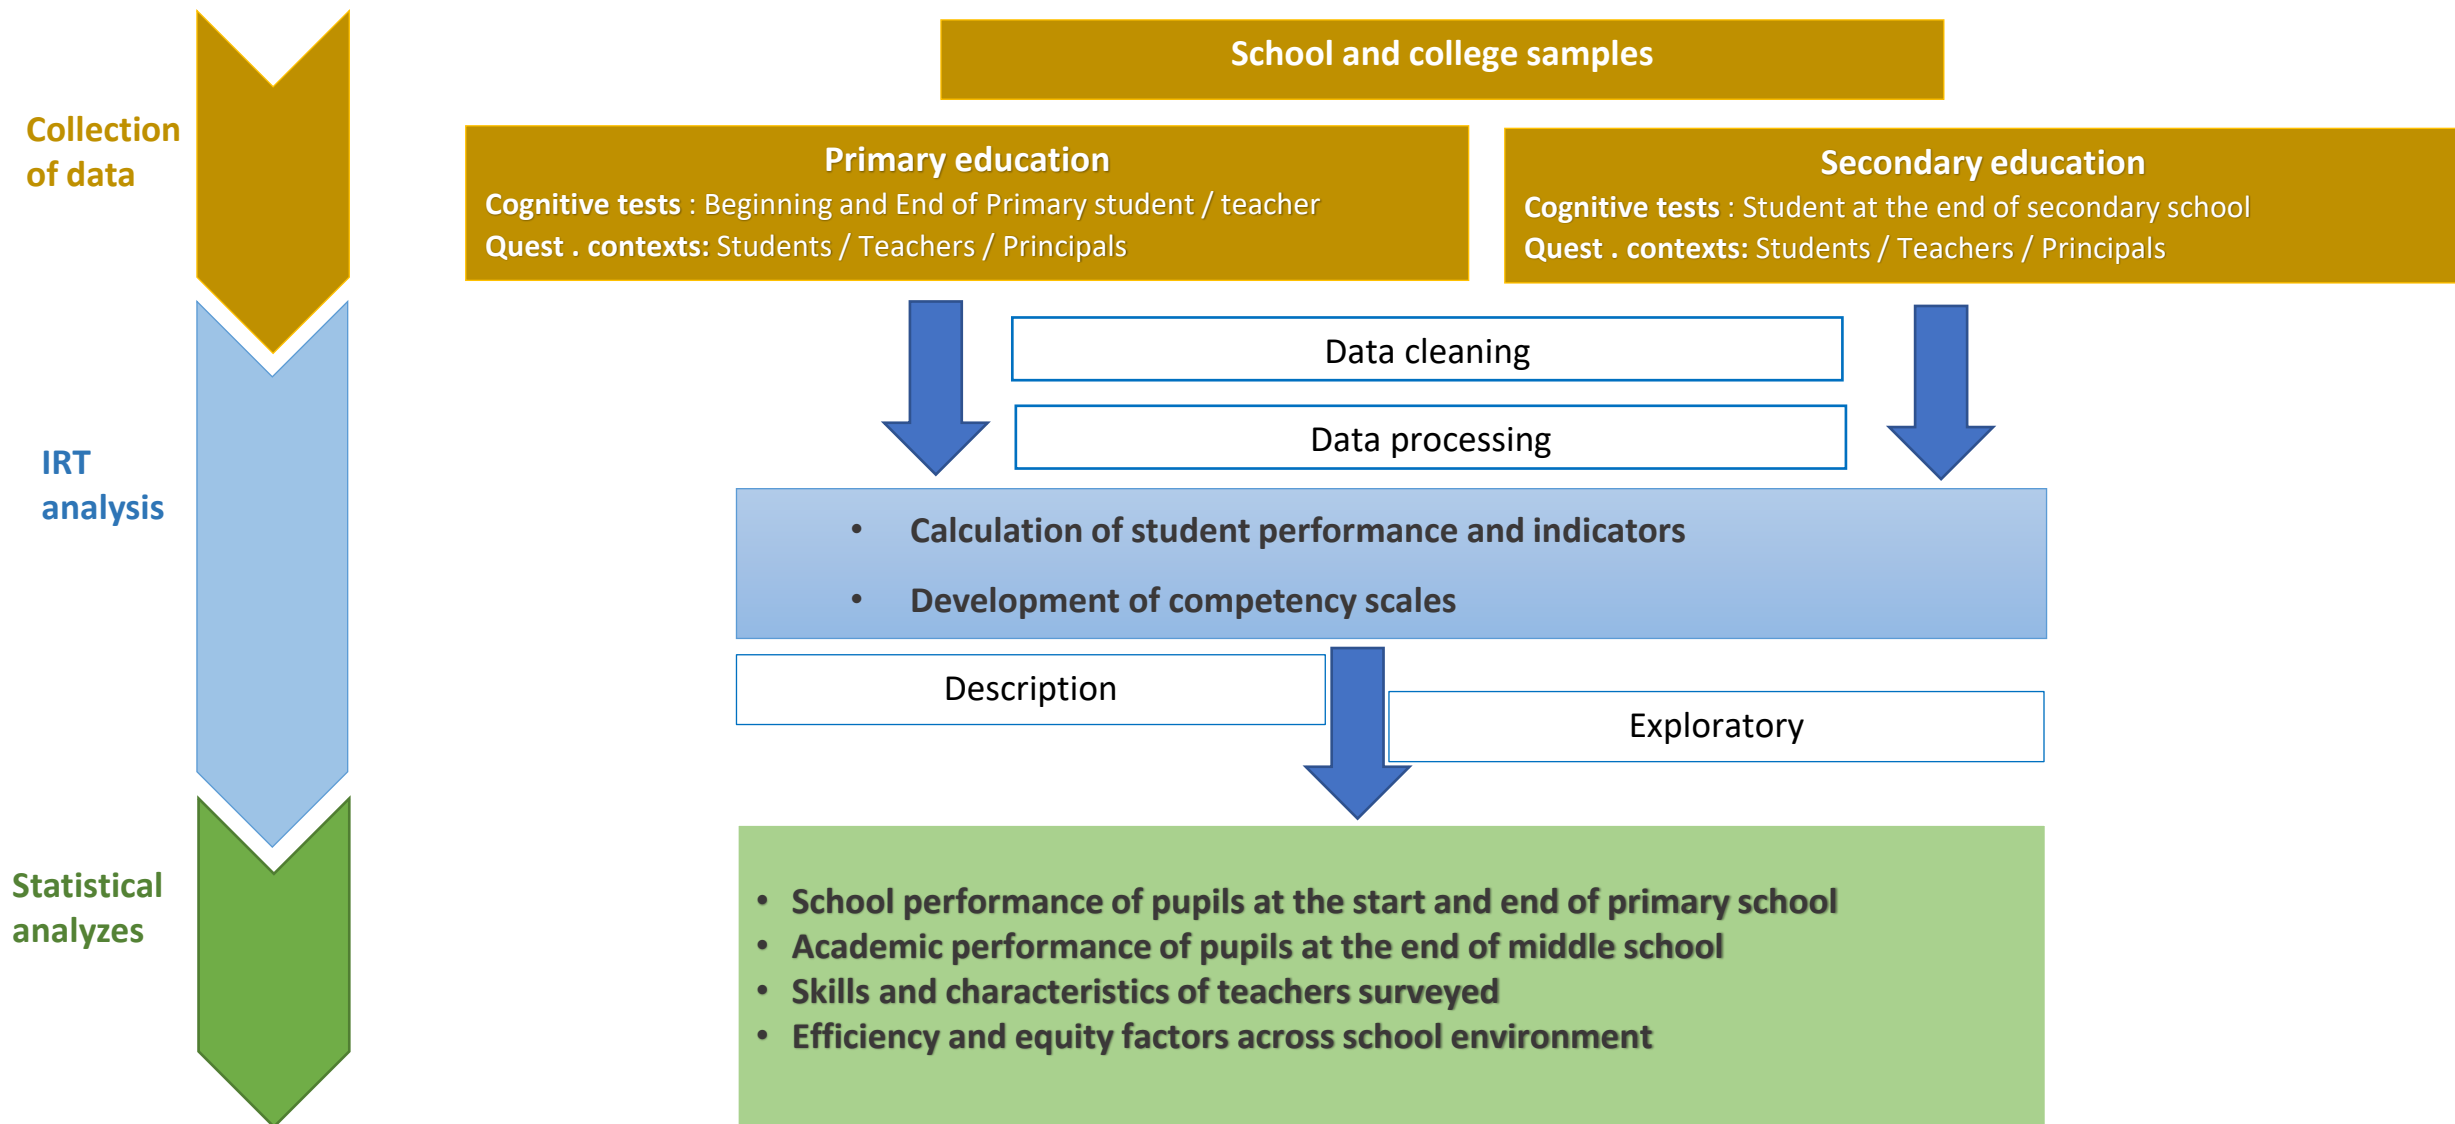 School and college samples
Collection
of data
Primary education
Cognitive tests : Beginning and End of Primary student / teacher
Quest . contexts: Students / Teachers / Principals
Secondary education
Cognitive tests : Student at the end of secondary school
Quest . contexts: Students / Teachers / Principals
Data cleaning
Data processing
IRT
analysis
• Calculation of student performance and indicators
• Development of competency scales
Description
Exploratory
Statistical
analyzes
• School performance of pupils at the start and end of primary school
• Academic performance of pupils at the end of middle school
• Skills and characteristics of teachers surveyed
• Efficiency and equity factors across school environment